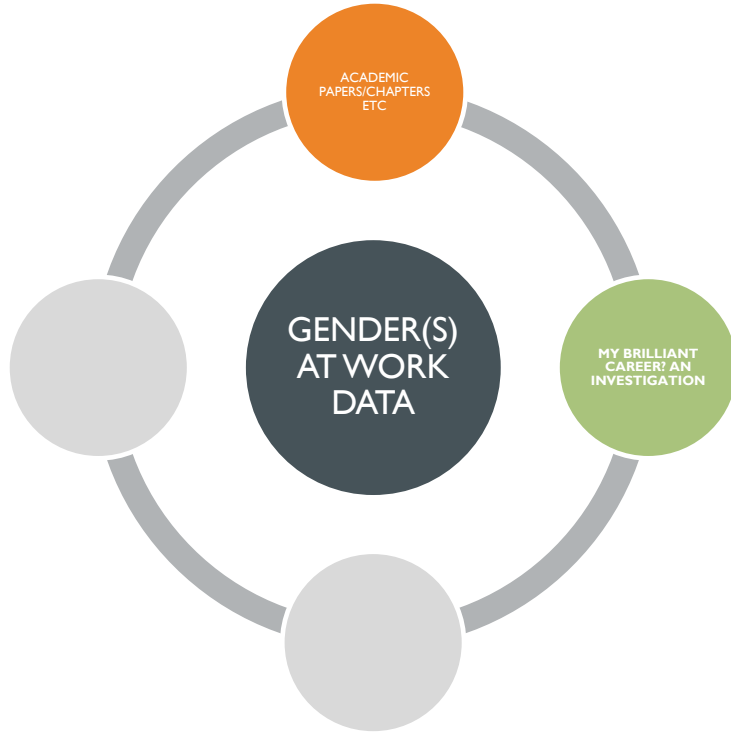 ACADEMIC
PAPERS/CHAPTERS
ETC
GENDER(S)
AT WORK
DATA
MY BRILLIANT
CAREER? AN
INVESTIGATION